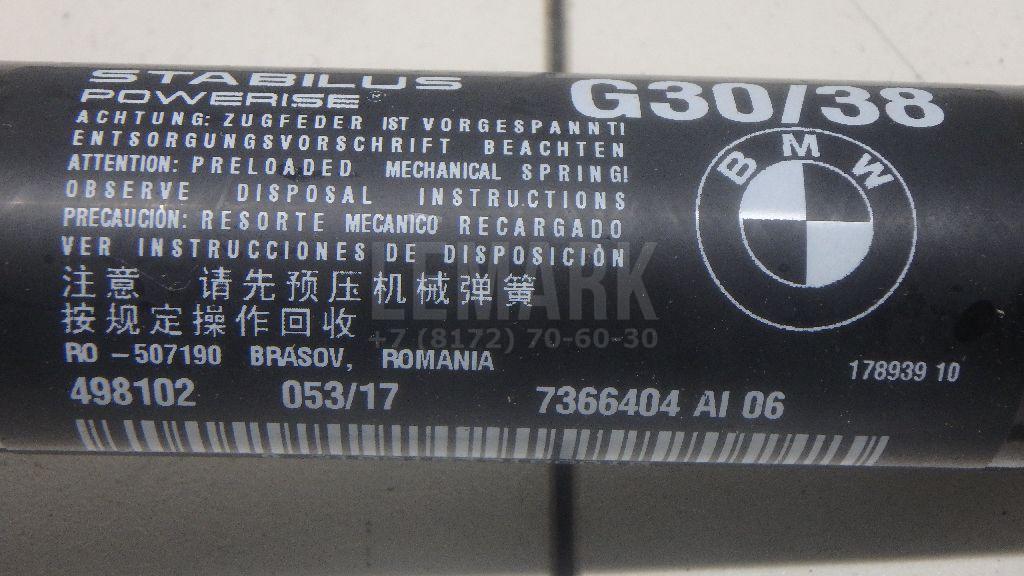 STABILUS
POWERISE®
G30/38
ACHTUNG: ZUGFEDER IST VORGESPANNT!
ENTSORGUNGSVORSCHRIFT BEACHTEN
ATTENTION: PRELOADED MECHANICAL SPRING!
OBSERVE DISPOSAL INSTRUCTIONS
PRECAUCIÓN: RESORTE MECANICO RECARGADO
VER INSTRUCCIONES DE DISPOSICIÓN
BMW
注意 请先预压机械弹簧
按规定操作回收
LEMARK
+7 (8172) 70-60-30
RO -507190 BRASOV, ROMANIA
178939 10
498102 053/17 7366404 AI 06